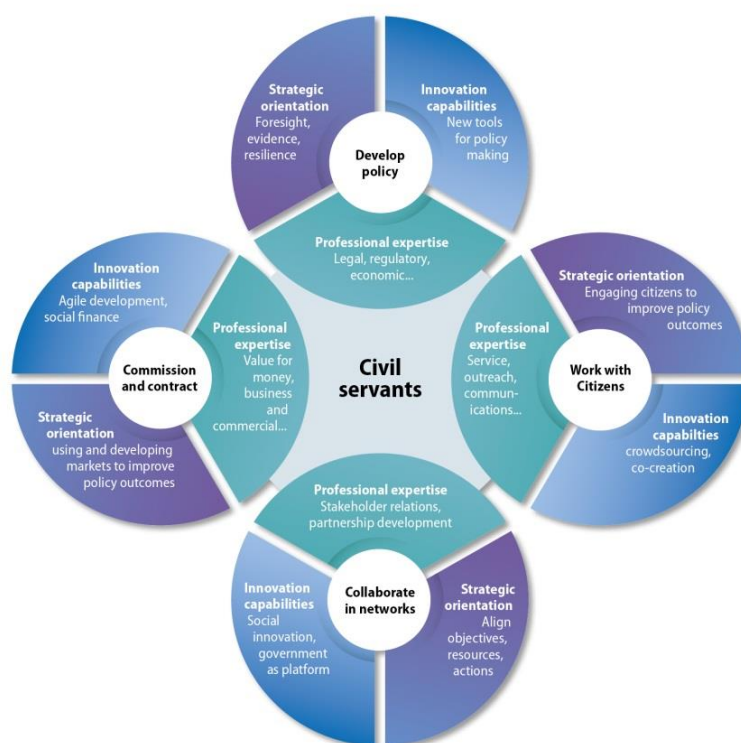 Strategic
orientation
Foresight,
evidence,
resilience
Innovation
capabilities
New tools
for policy
making
Develop
policy
Professional expertise
Legal, regulatory,
economic...
Innovation
capabilities
Agile development,
social finance
Commission
and contract
Strategic
orientation
using and developing
markets to improve
policy outcomes
Professional
expertise
Value for
money,
business
and
commercial...
Civil
servants
Professional
expertise
Service,
outreach,
commun-
ications...
Strategic orientation
Engaging citizens to
improve policy
outcomes
Work with
Citizens
Innovation
capabilties
crowdsourcing,
co-creation
Professional expertise
Stakeholder relations,
partnership development
Innovation
capabilities
Social
innovation,
government
as platform
Collaborate
in networks
Strategic
orientation
Align
objectives,
resources,
actions